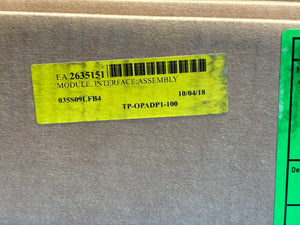 EA 2635151
MODULE, INTERFACE ASSEMBLY
035S09LFB4 10/04/18
TP-OPADP1-100